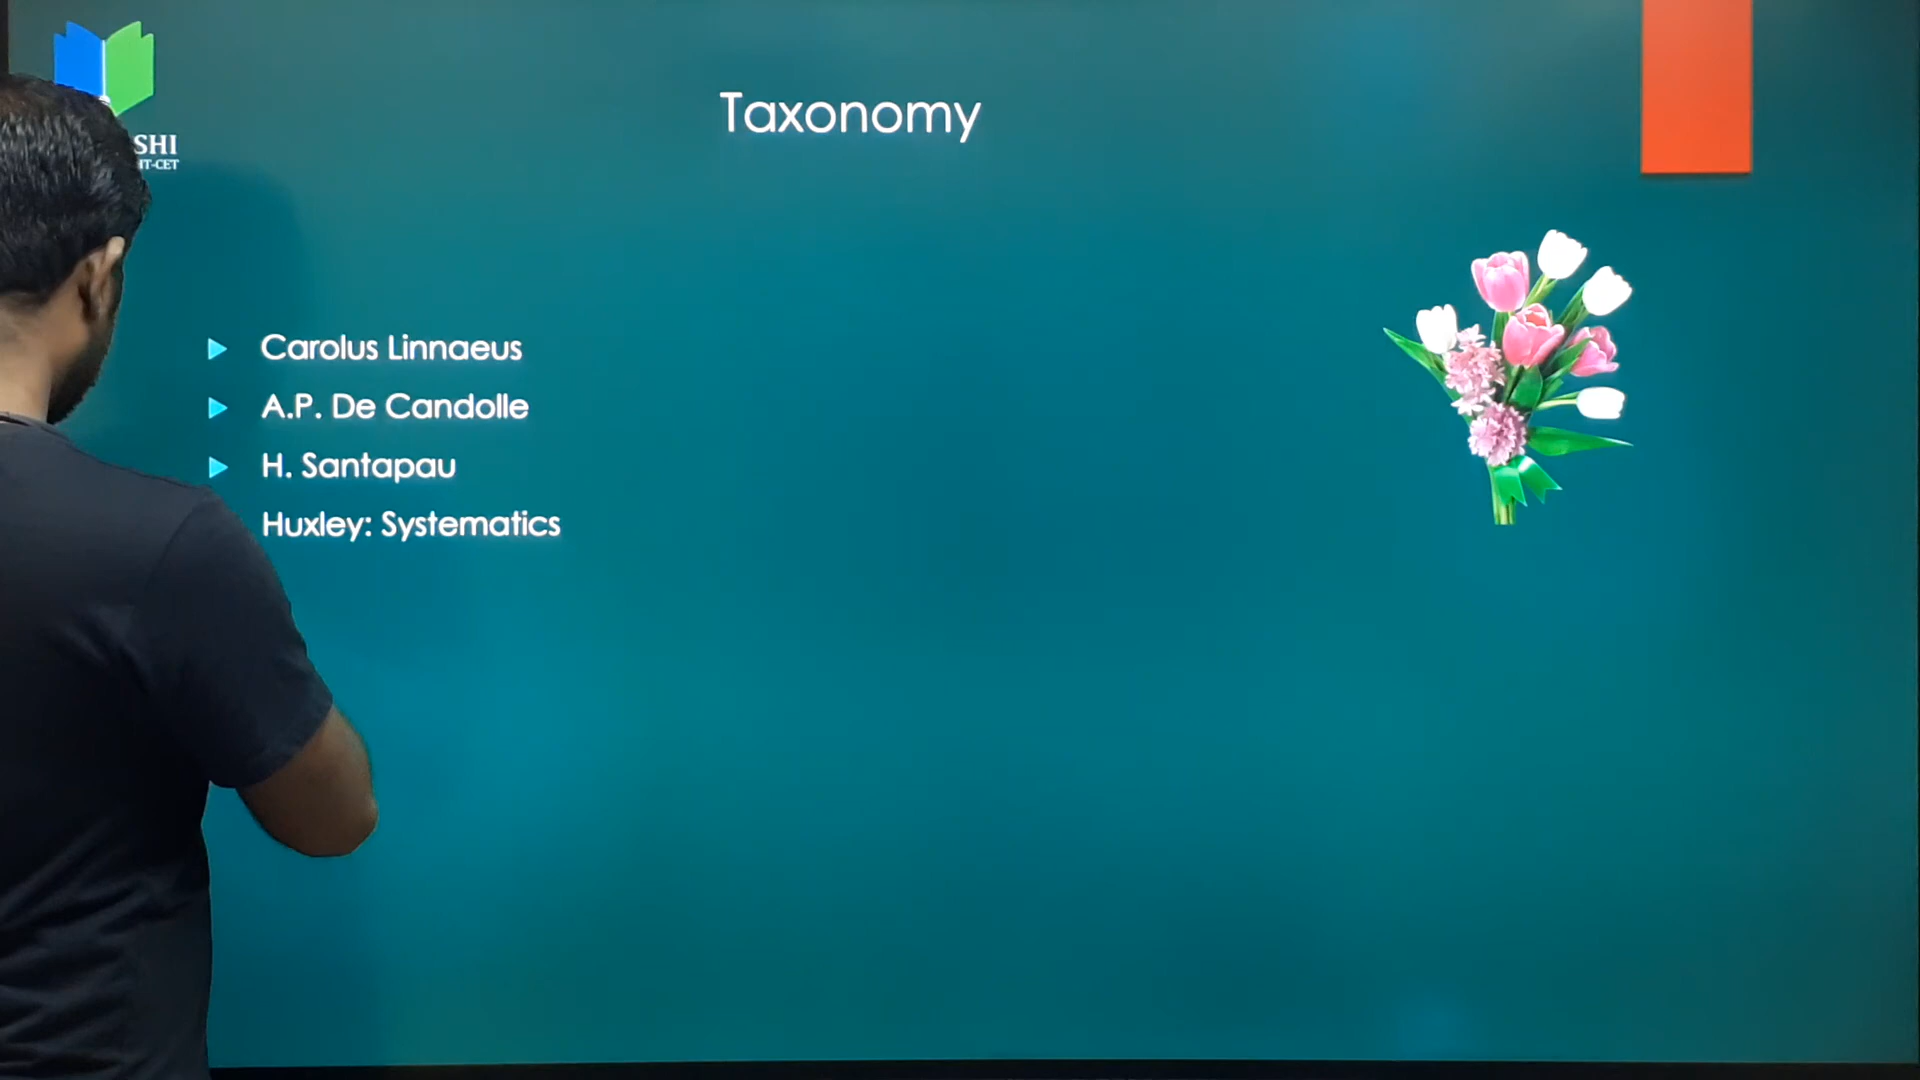 SHI
Taxonomy
Carolus Linnaeus
A.P. De Candolle
H. Santapau
Huxley: Systematics